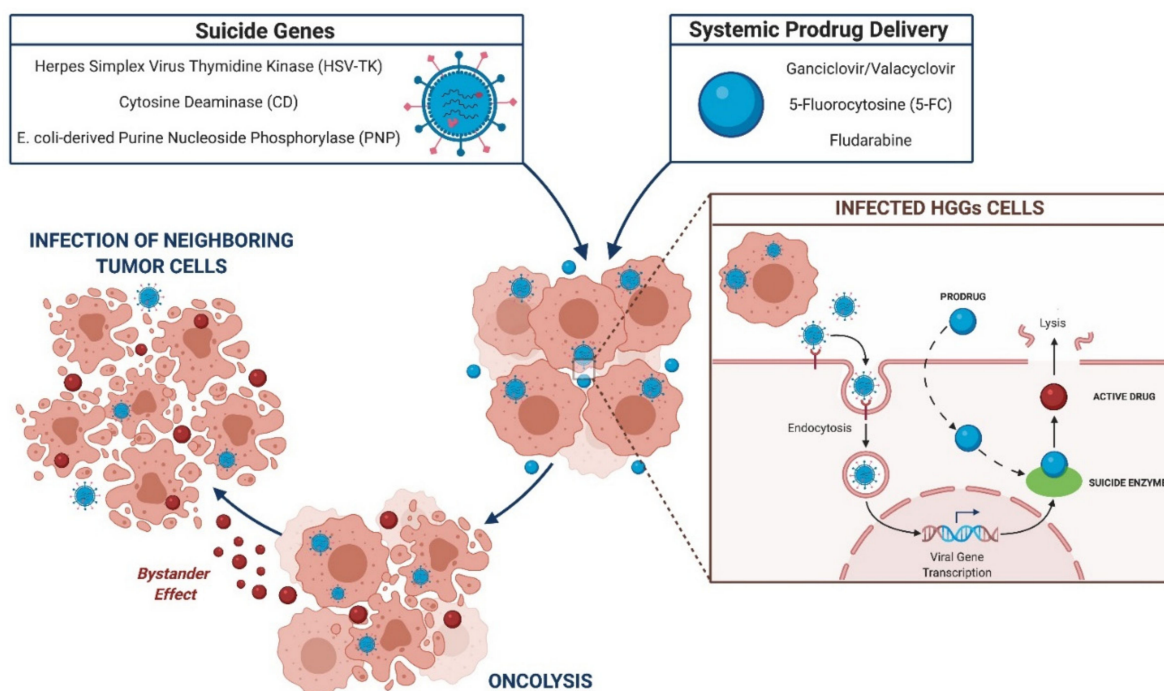 Suicide Genes
Herpes Simplex Virus Thymidine Kinase (HSV-TK)
Cytosine Deaminase (CD)
E. coli-derived Purine Nucleoside Phosphorylase (PNP)
Systemic Prodrug Delivery
Ganciclovir/Valacyclovir
5-Fluorocytosine (5-FC)
Fludarabine
INFECTION OF NEIGHBORING
TUMOR CELLS
INFECTED HGGs CELLS
PRODRUG
Lysis
ACTIVE DRUG
Endocytosis
SUICIDE ENZYME
Viral Gene
Transcription
Bystander
Effect
ONCOLYSIS